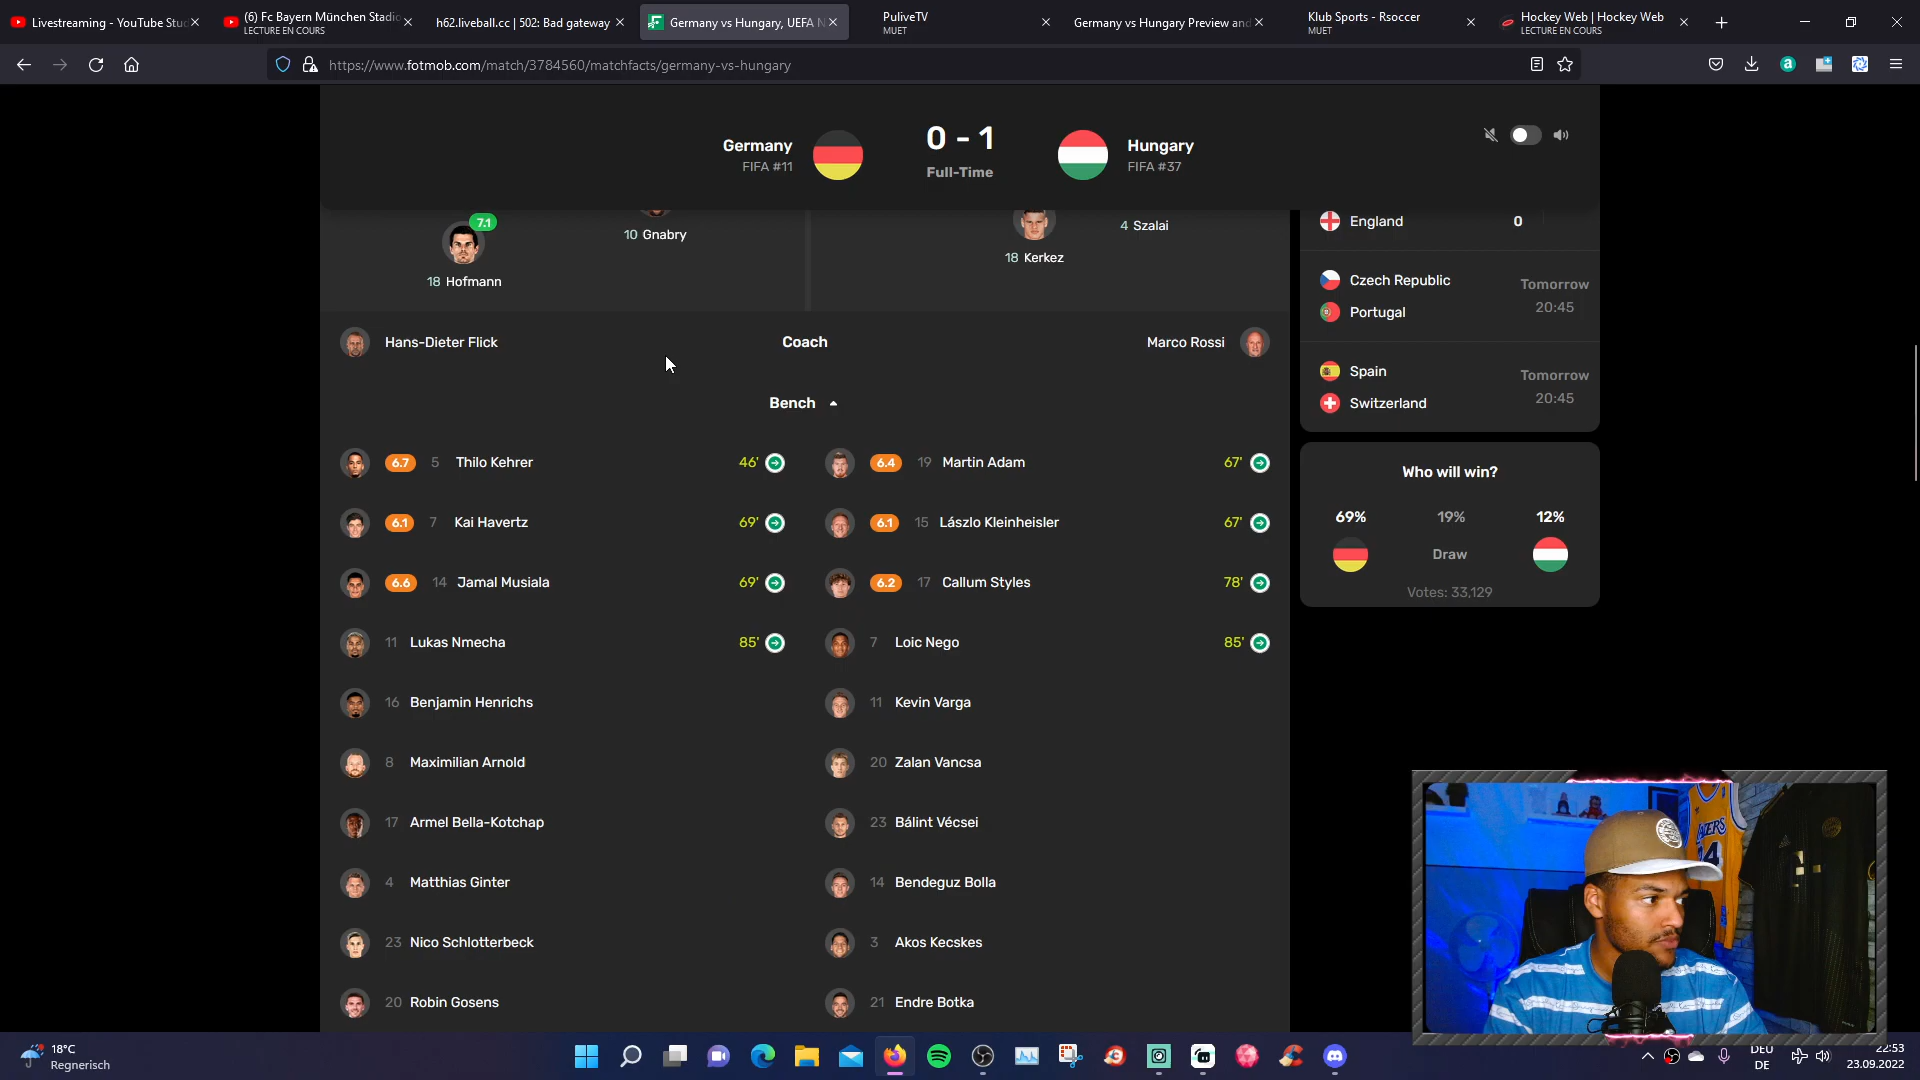 Livestreaming - YouTube Stu
(6) Fc Bayern München Stadio
LECTURE EN COURS
h62.liveball.cc | 502: Bad gateway
Germany vs Hungary, UEFA N
PuliveTV
MUET
Germany vs Hungary Preview and
Klub Sports - Rsoccer
MUET
Hockey Web | Hockey Web
LECTURE EN COURS
https://www.fotmob.com/match/3784560/matchfacts/germany-vs-hungary
Germany
FIFA #11
0 - 1
Full-Time
Hungary
FIFA #37
7.1
18 Hofmann
10 Gnabry
18 Kerkez
4 Szalai
England 0
Czech Republic
Portugal
Tomorrow
20:45
Spain
Switzerland
Tomorrow
20:45
Hans-Dieter Flick Coach Marco Rossi
Bench
6.7 5 Thilo Kehrer 46'
6.4 19 Martin Adam 67'
6.1 7 Kai Havertz 69'
6.1 15 Lászlo Kleinheisler 67'
6.6 14 Jamal Musiala 69'
6.2 17 Callum Styles 78'
11 Lukas Nmecha 85'
7 Loic Nego 85'
16 Benjamin Henrichs
11 Kevin Varga
8 Maximilian Arnold
20 Zalan Vancsa
17 Armel Bella-Kotchap
23 Bálint Vécsei
4 Matthias Ginter
14 Bendeguz Bolla
23 Nico Schlotterbeck
3 Akos Kecskes
20 Robin Gosens
21 Endre Botka
Who will win?
69% 19% 12%
Draw
Votes: 33,129
LAKERS
18°C
Regnerisch
DEU
DE
22:53
23.09.2022